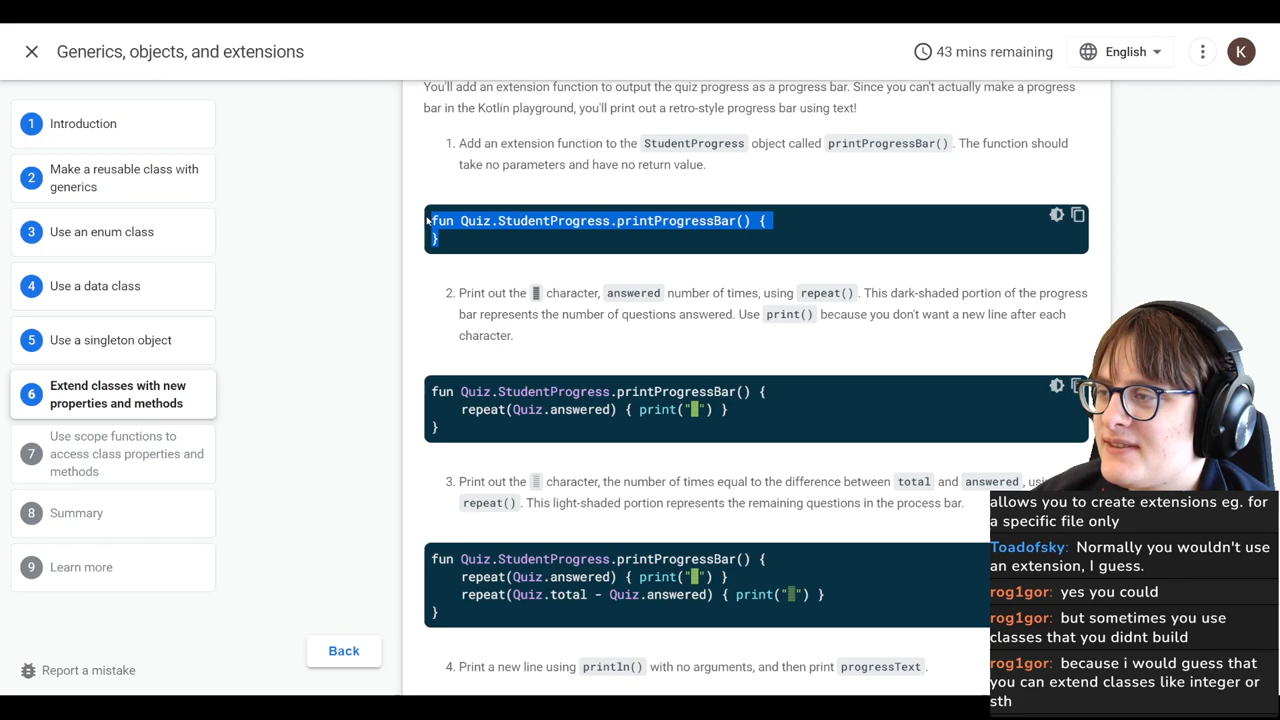 Generics, objects, and extensions
43 mins remaining
English
K
1 Introduction
2 Make a reusable class with generics
3 Use an enum class
4 Use a data class
5 Use a singleton object
6 Extend classes with new properties and methods
7 Use scope functions to access class properties and methods
8 Summary
9 Learn more
Back
Report a mistake
You'll add an extension function to output the quiz progress as a progress bar. Since you can't actually make a progress
bar in the Kotlin playground, you'll print out a retro-style progress bar using text!
1. Add an extension function to the StudentProgress object called printProgressBar(). The function should
take no parameters and have no return value.
fun Quiz.StudentProgress.printProgressBar() {
}
2. Print out the ▓ character, answered number of times, using repeat(). This dark-shaded portion of the progress
bar represents the number of questions answered. Use print() because you don't want a new line after each
character.
fun Quiz.StudentProgress.printProgressBar() {
repeat(Quiz.answered) { print("▓") }
}
3. Print out the ▒ character, the number of times equal to the difference between total and answered,
repeat(). This light-shaded portion represents the remaining questions in the process bar.
fun Quiz.StudentProgress.printProgressBar() {
repeat(Quiz.answered) { print("▓") }
repeat(Quiz.total - Quiz.answered) { print("▒") }
}
4. Print a new line using println() with no arguments, and then print progressText.
allows you to create extensions eg. for
a specific file only
Toadofsky: Normally you wouldn't use
an extension, I guess.
rog1gor: yes you could
rog1gor: but sometimes you use
classes that you didnt build
rog1gor: because i would guess that
you can extend classes like integer or
sth